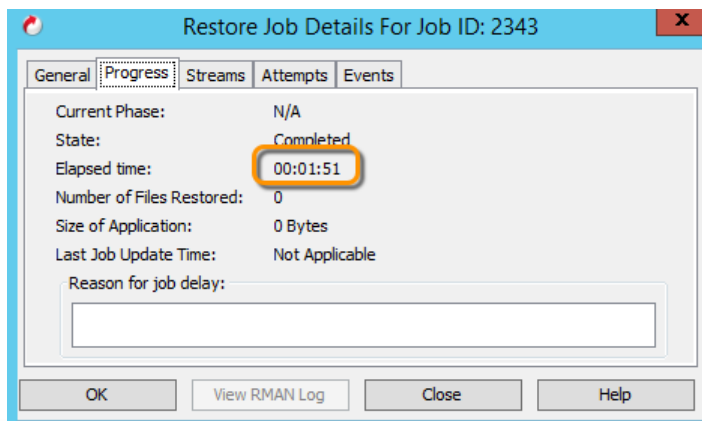 Restore Job Details For Job ID: 2343
x
General Progress Streams Attempts Events
Current Phase: N/A
State: Completed
Elapsed time: 00:01:51
Number of Files Restored: 0
Size of Application: 0 Bytes
Last Job Update Time: Not Applicable
Reason for job delay:
OK View RMAN Log Close Help